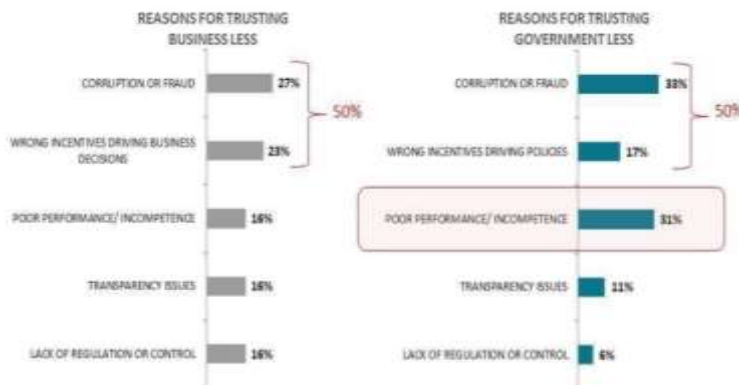 REASONS FOR TRUSTING
BUSINESS LESS
CORRUPTION OR FRAUD 27%
50%
WRONG INCENTIVES DRIVING BUSINESS
DECISIONS 23%
POOR PERFORMANCE/ INCOMPETENCE 16%
TRANSPARENCY ISSUES 16%
LACK OF REGULATION OR CONTROL 16%
REASONS FOR TRUSTING
GOVERNMENT LESS
CORRUPTION OR FRAUD 33%
50%
WRONG INCENTIVES DRIVING POLICIES 17%
POOR PERFORMANCE/ INCOMPETENCE 31%
TRANSPARENCY ISSUES 11%
LACK OF REGULATION OR CONTROL 6%